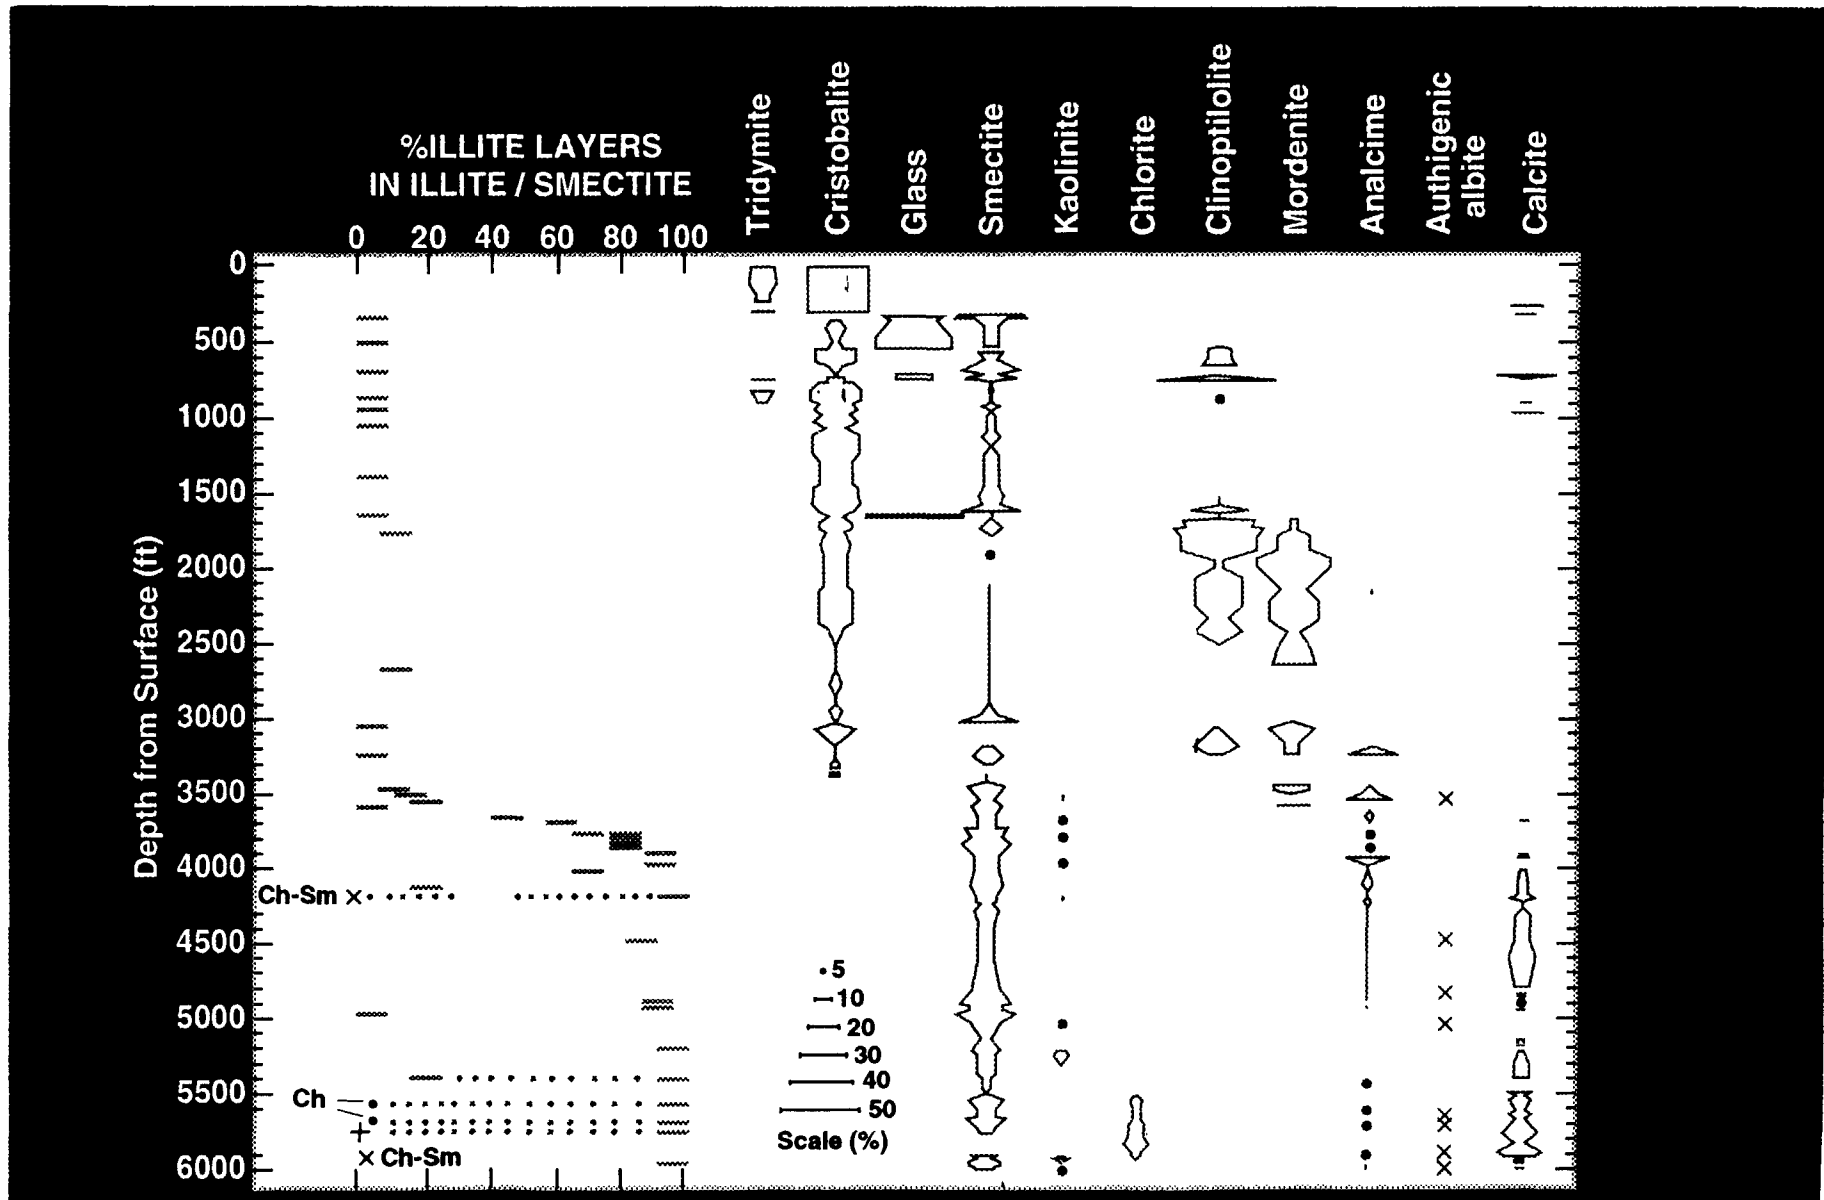 %ILLITE LAYERS
IN ILLITE / SMECTITE
0 20 40 60 80 100
Tridymite
Cristobalite
Glass
Smectite
Kaolinite
Chlorite
Clinoptilolite
Mordenite
Analcime
Authigenic
albite
Calcite
Depth from Surface (ft)
0
500
1000
1500
2000
2500
3000
3500
4000
Ch-Sm
4500
5000
5500
Ch
6000
Ch-Sm
5
10
20
30
40
50
Scale (%)